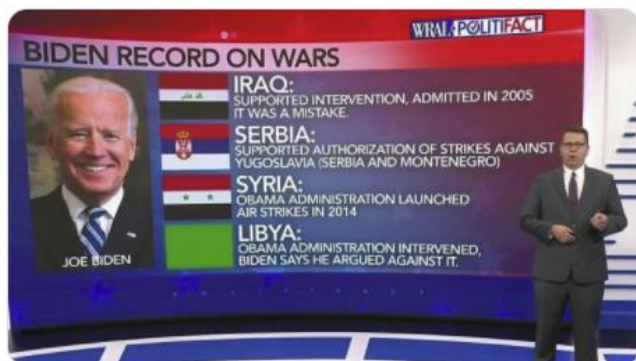 WRAL POLITIFACT
BIDEN RECORD ON WARS
IRAQ:
SUPPORTED INTERVENTION, ADMITTED IN 2005
IT WAS A MISTAKE.
SERBIA:
SUPPORTED AUTHORIZATION OF STRIKES AGAINST
YUGOSLAVIA (SERBIA AND MONTENEGRO)
SYRIA:
OBAMA ADMINISTRATION LAUNCHED
AIR STRIKES IN 2014
LIBYA:
OBAMA ADMINISTRATION INTERVENED,
BIDEN SAYS HE ARGUED AGAINST IT.
JOE BIDEN